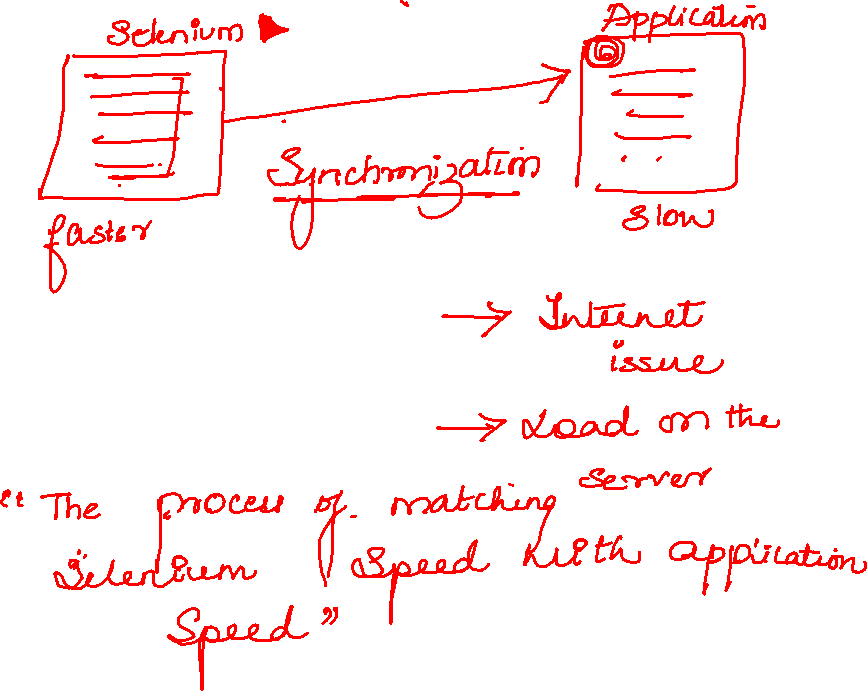 Selenium
Application
Synchronization
faster
slow
→ Internet
issue
→ Load on the
server
"The process of matching
Selenium Speed with application
Speed"